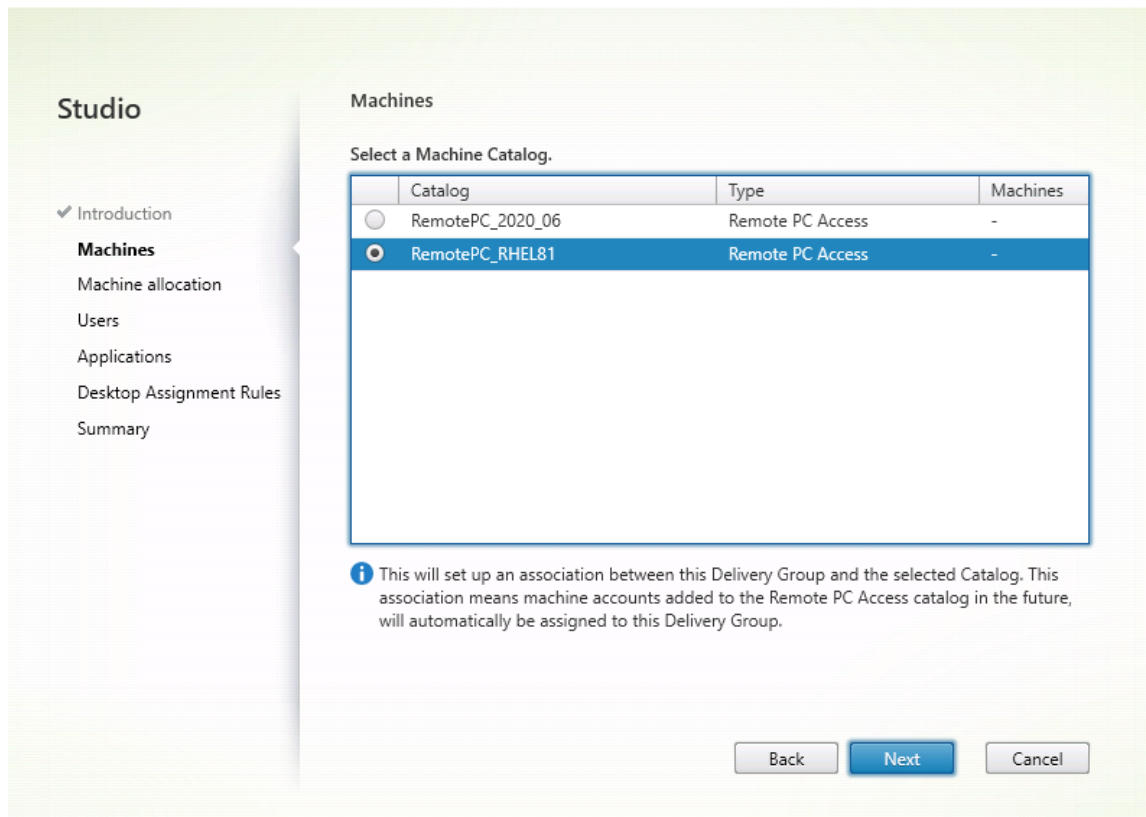 Studio
Introduction
Machines
Machine allocation
Users
Applications
Desktop Assignment Rules
Summary
Machines
Select a Machine Catalog.
Catalog Type Machines
RemotePC_2020_06 Remote PC Access -
RemotePC_RHEL81 Remote PC Access -
This will set up an association between this Delivery Group and the selected Catalog. This
association means machine accounts added to the Remote PC Access catalog in the future,
will automatically be assigned to this Delivery Group.
Back Next Cancel